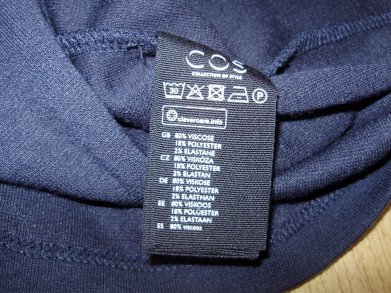 COS
COLLECTION OF STYLE
30 P
clevercare.info
GB 80% VISCOSE
18% POLYESTER
2% ELASTANE
CZ 80% VISKÓZA
18% POLYESTER
2% ELASTAN
DE 80% VISKOSE
18% POLYESTER
2% ELASTHAN
EE 80% VISKOOS
18% POLÜESTER
2% ELASTAAN
ES 80% VISCOSA